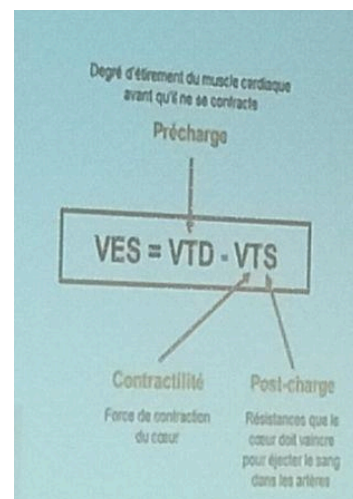 Degré d'étirement du muscle cardiaque
avant qu'il ne se contracte
Précharge
VES = VTD - VTS
Contractilité
Post-charge
Force de contraction
du cœur
Résistances que le
cœur doit vaincre
pour éjecter le sang
dans les artères